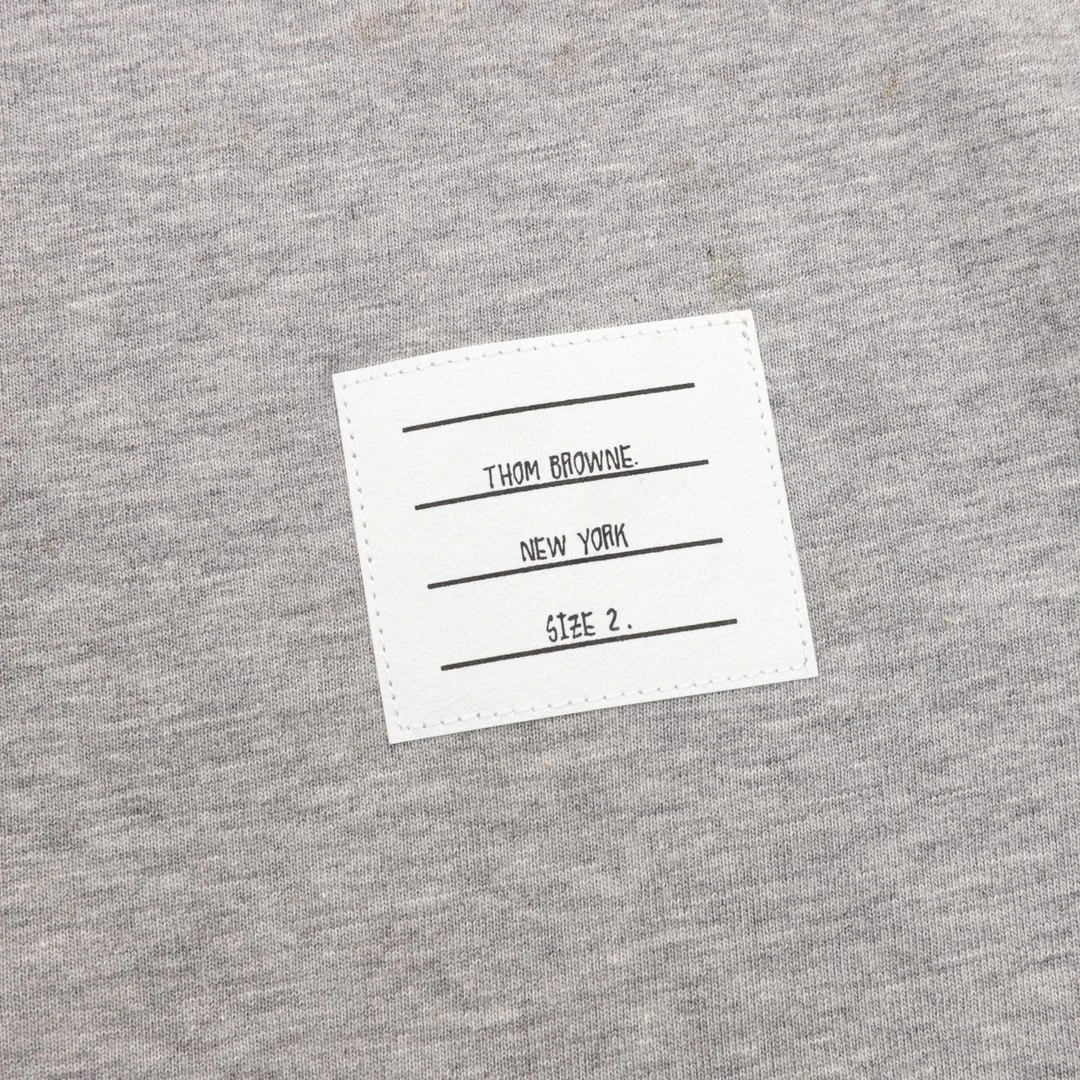 THOM BROWNE.
NEW YORK
SIZE 2.